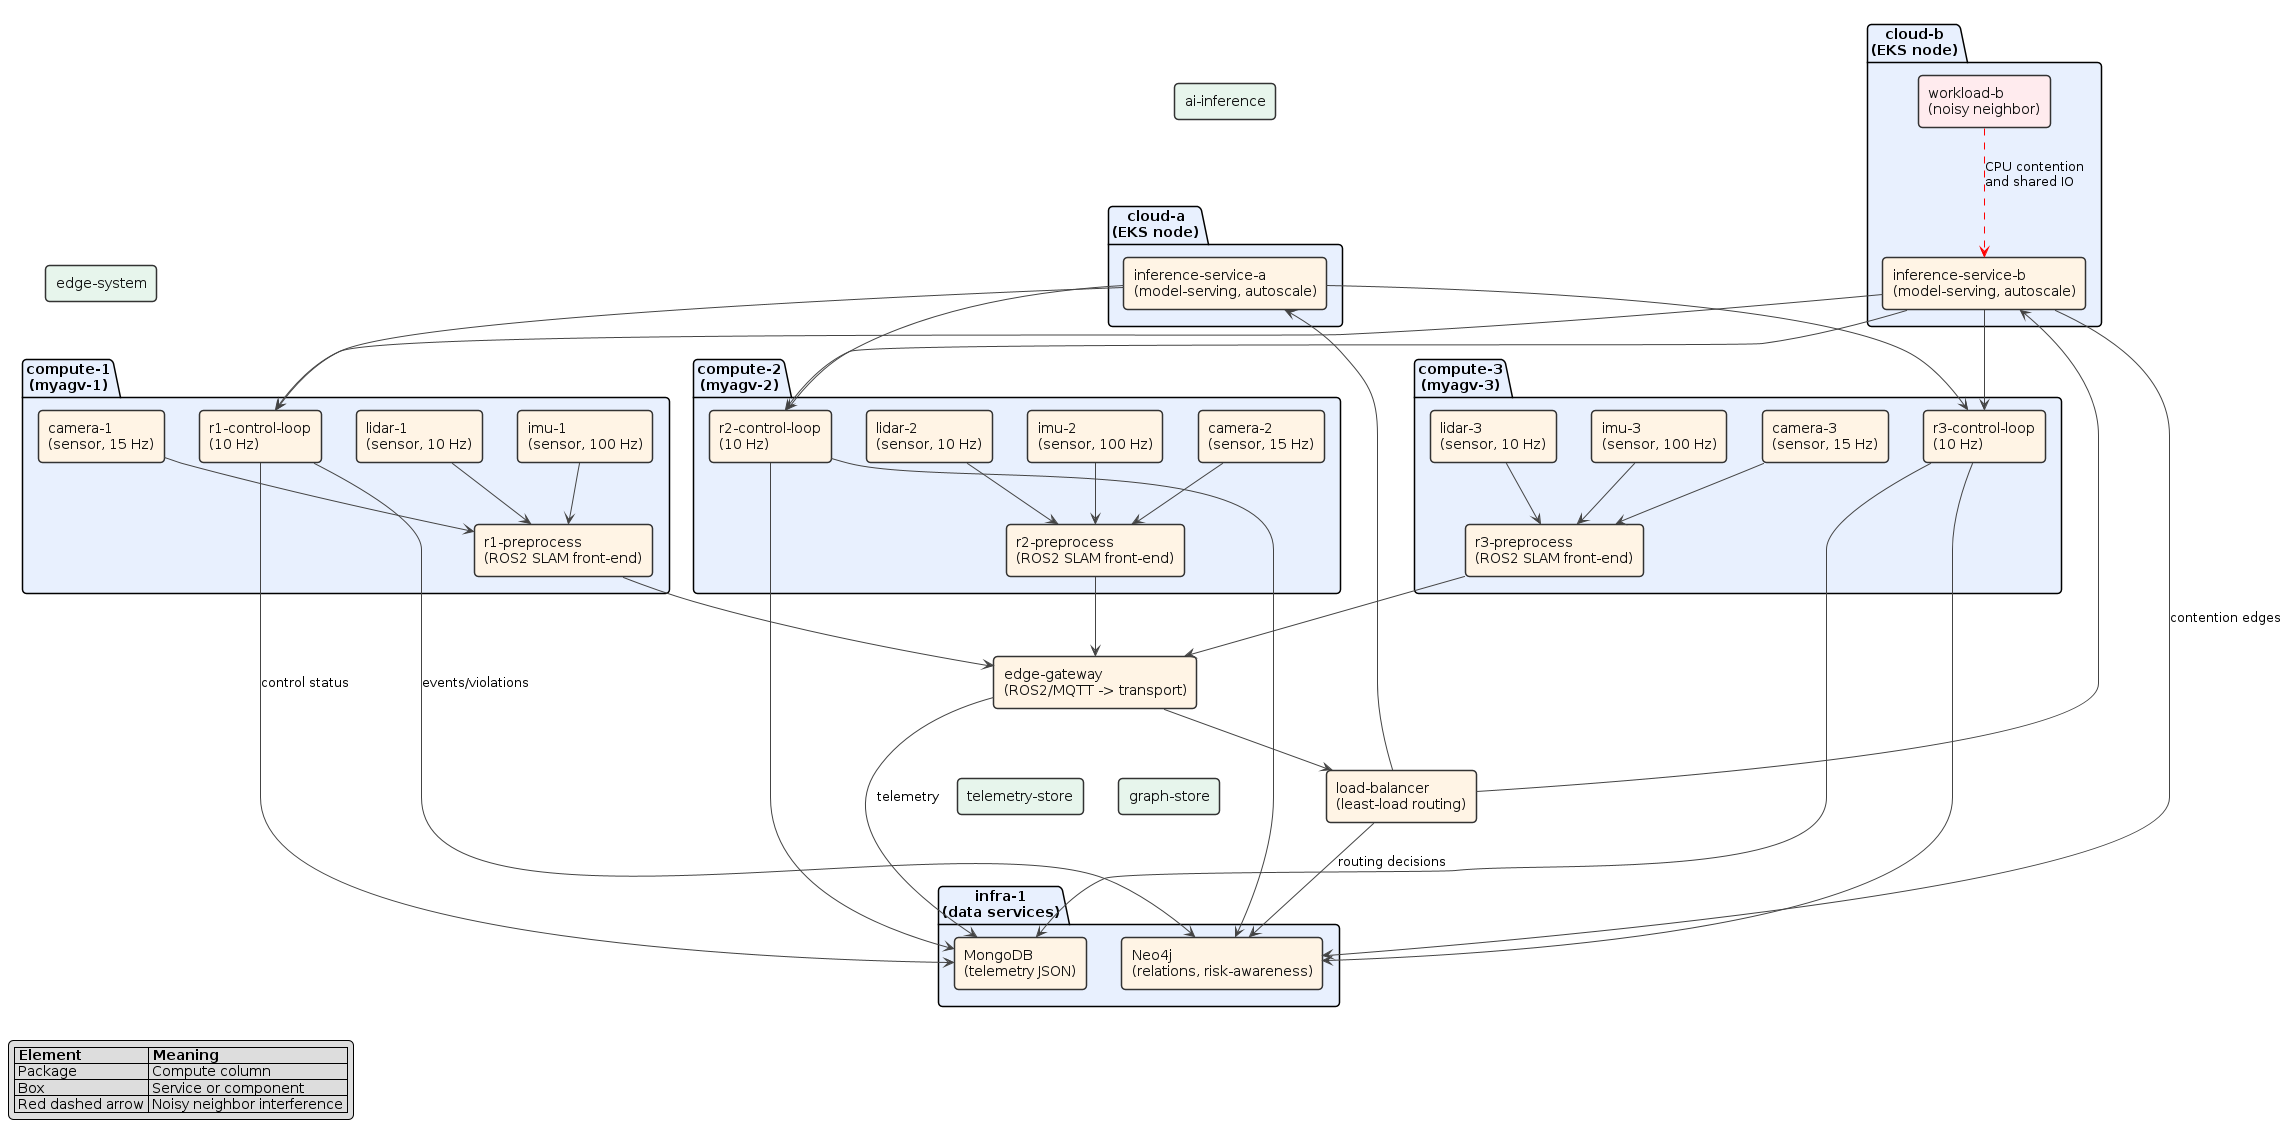 cloud-b
(EKS node)
workload-b
(noisy neighbor)
ai-inference
CPU contention
and shared IO
cloud-a
(EKS node)
edge-system
inference-service-a
(model-serving, autoscale)
inference-service-b
(model-serving, autoscale)
compute-1
(myagv-1)
compute-2
(myagv-2)
compute-3
(myagv-3)
camera-1
(sensor, 15 Hz)
r1-control-loop
(10 Hz)
lidar-1
(sensor, 10 Hz)
imu-1
(sensor, 100 Hz)
r2-control-loop
(10 Hz)
lidar-2
(sensor, 10 Hz)
imu-2
(sensor, 100 Hz)
camera-2
(sensor, 15 Hz)
lidar-3
(sensor, 10 Hz)
imu-3
(sensor, 100 Hz)
camera-3
(sensor, 15 Hz)
r3-control-loop
(10 Hz)
r1-preprocess
(ROS2 SLAM front-end)
r2-preprocess
(ROS2 SLAM front-end)
r3-preprocess
(ROS2 SLAM front-end)
contention edges
control status
events/violations
edge-gateway
(ROS2/MQTT -> transport)
telemetry
telemetry-store
graph-store
load-balancer
(least-load routing)
routing decisions
infra-1
(data services)
MongoDB
(telemetry JSON)
Neo4j
(relations, risk-awareness)
Element Meaning
Package Compute column
Box Service or component
Red dashed arrow Noisy neighbor interference